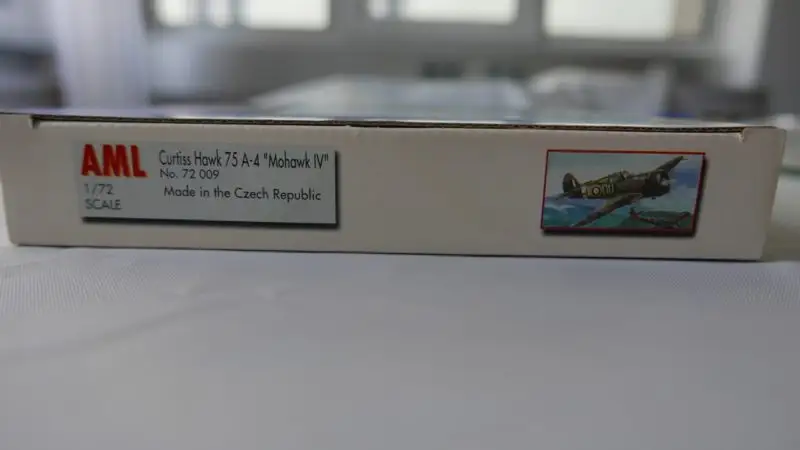 AML
Curtiss Hawk 75 A-4 "Mohawk IV"
No. 72 009
1/72
SCALE
Made in the Czech Republic